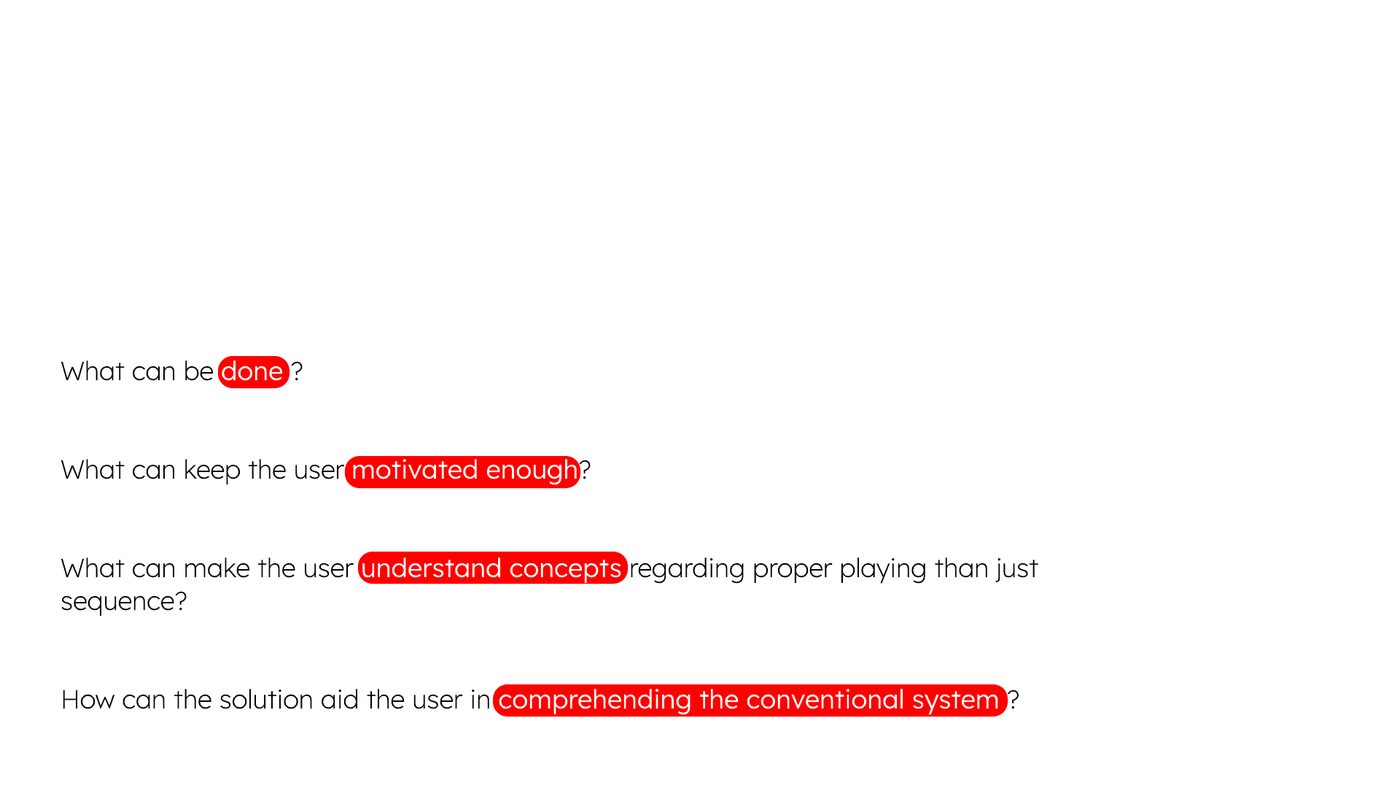 What can be done ?
What can keep the user motivated enough?
What can make the user understand concepts regarding proper playing than just
sequence?
How can the solution aid the user in comprehending the conventional system ?